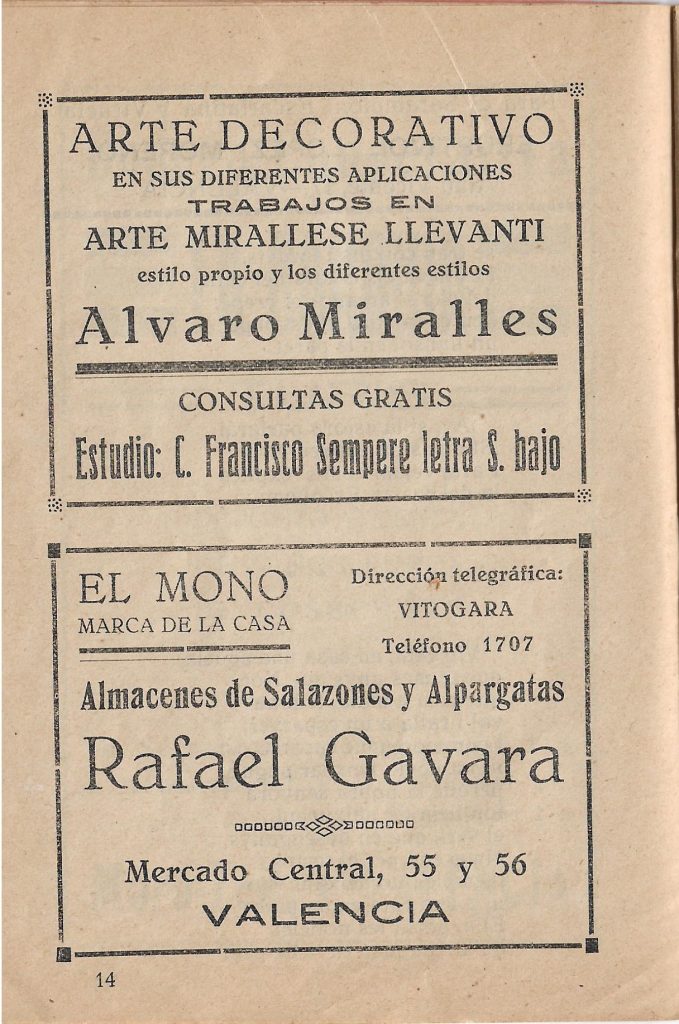 ARTE DECORATIVO
EN SUS DIFERENTES APLICACIONES
TRABAJOS EN
ARTE MIRALLESE LLEVANTI
estilo propio y los diferentes estilos
Alvaro Miralles
CONSULTAS GRATIS
Estudio: C. Francisco Sempere letra S. bajo
EL MONO
MARCA DE LA CASA
Dirección telegráfica:
VITOGARA
Teléfono 1707
Almacenes de Salazones y Alpargatas
Rafael Gavara
Mercado Central, 55 y 56
VALENCIA
14